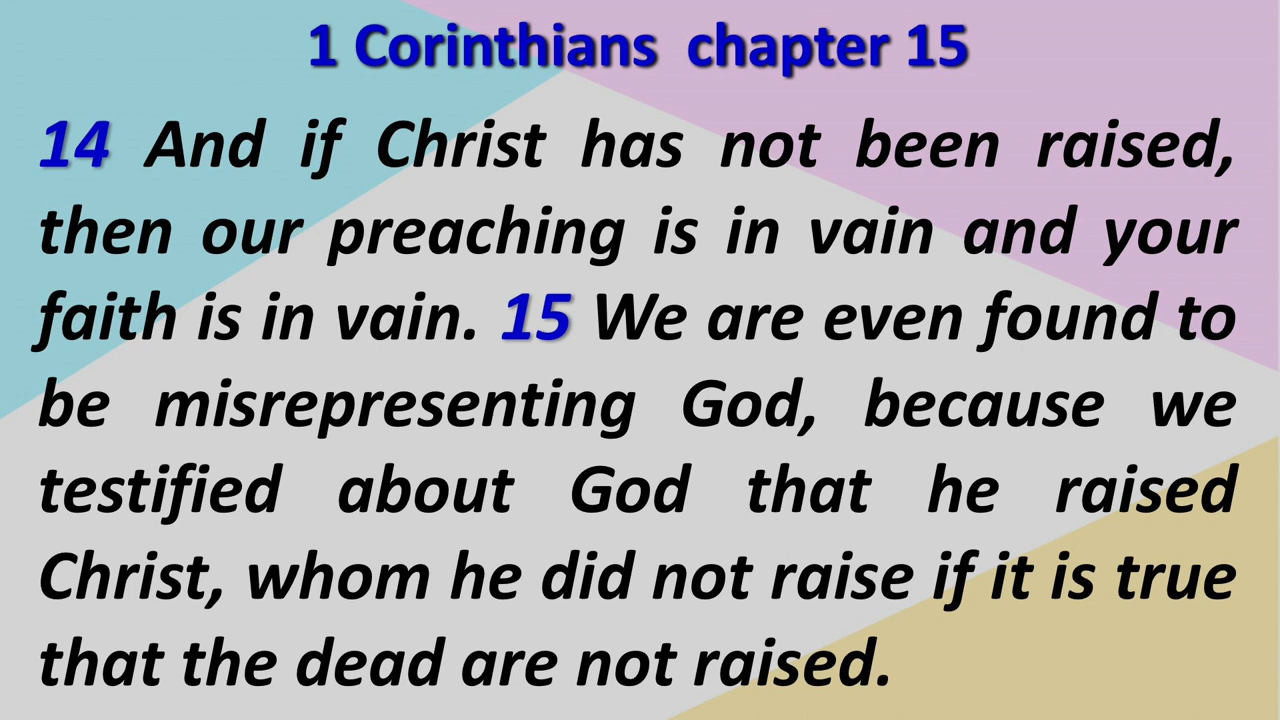 1 Corinthians chapter 15
14 And if Christ has not been raised,
then our preaching is in vain and your
faith is in vain. 15 We are even found to
be misrepresenting God, because we
testified about God that he raised
Christ, whom he did not raise if it is true
that the dead are not raised.